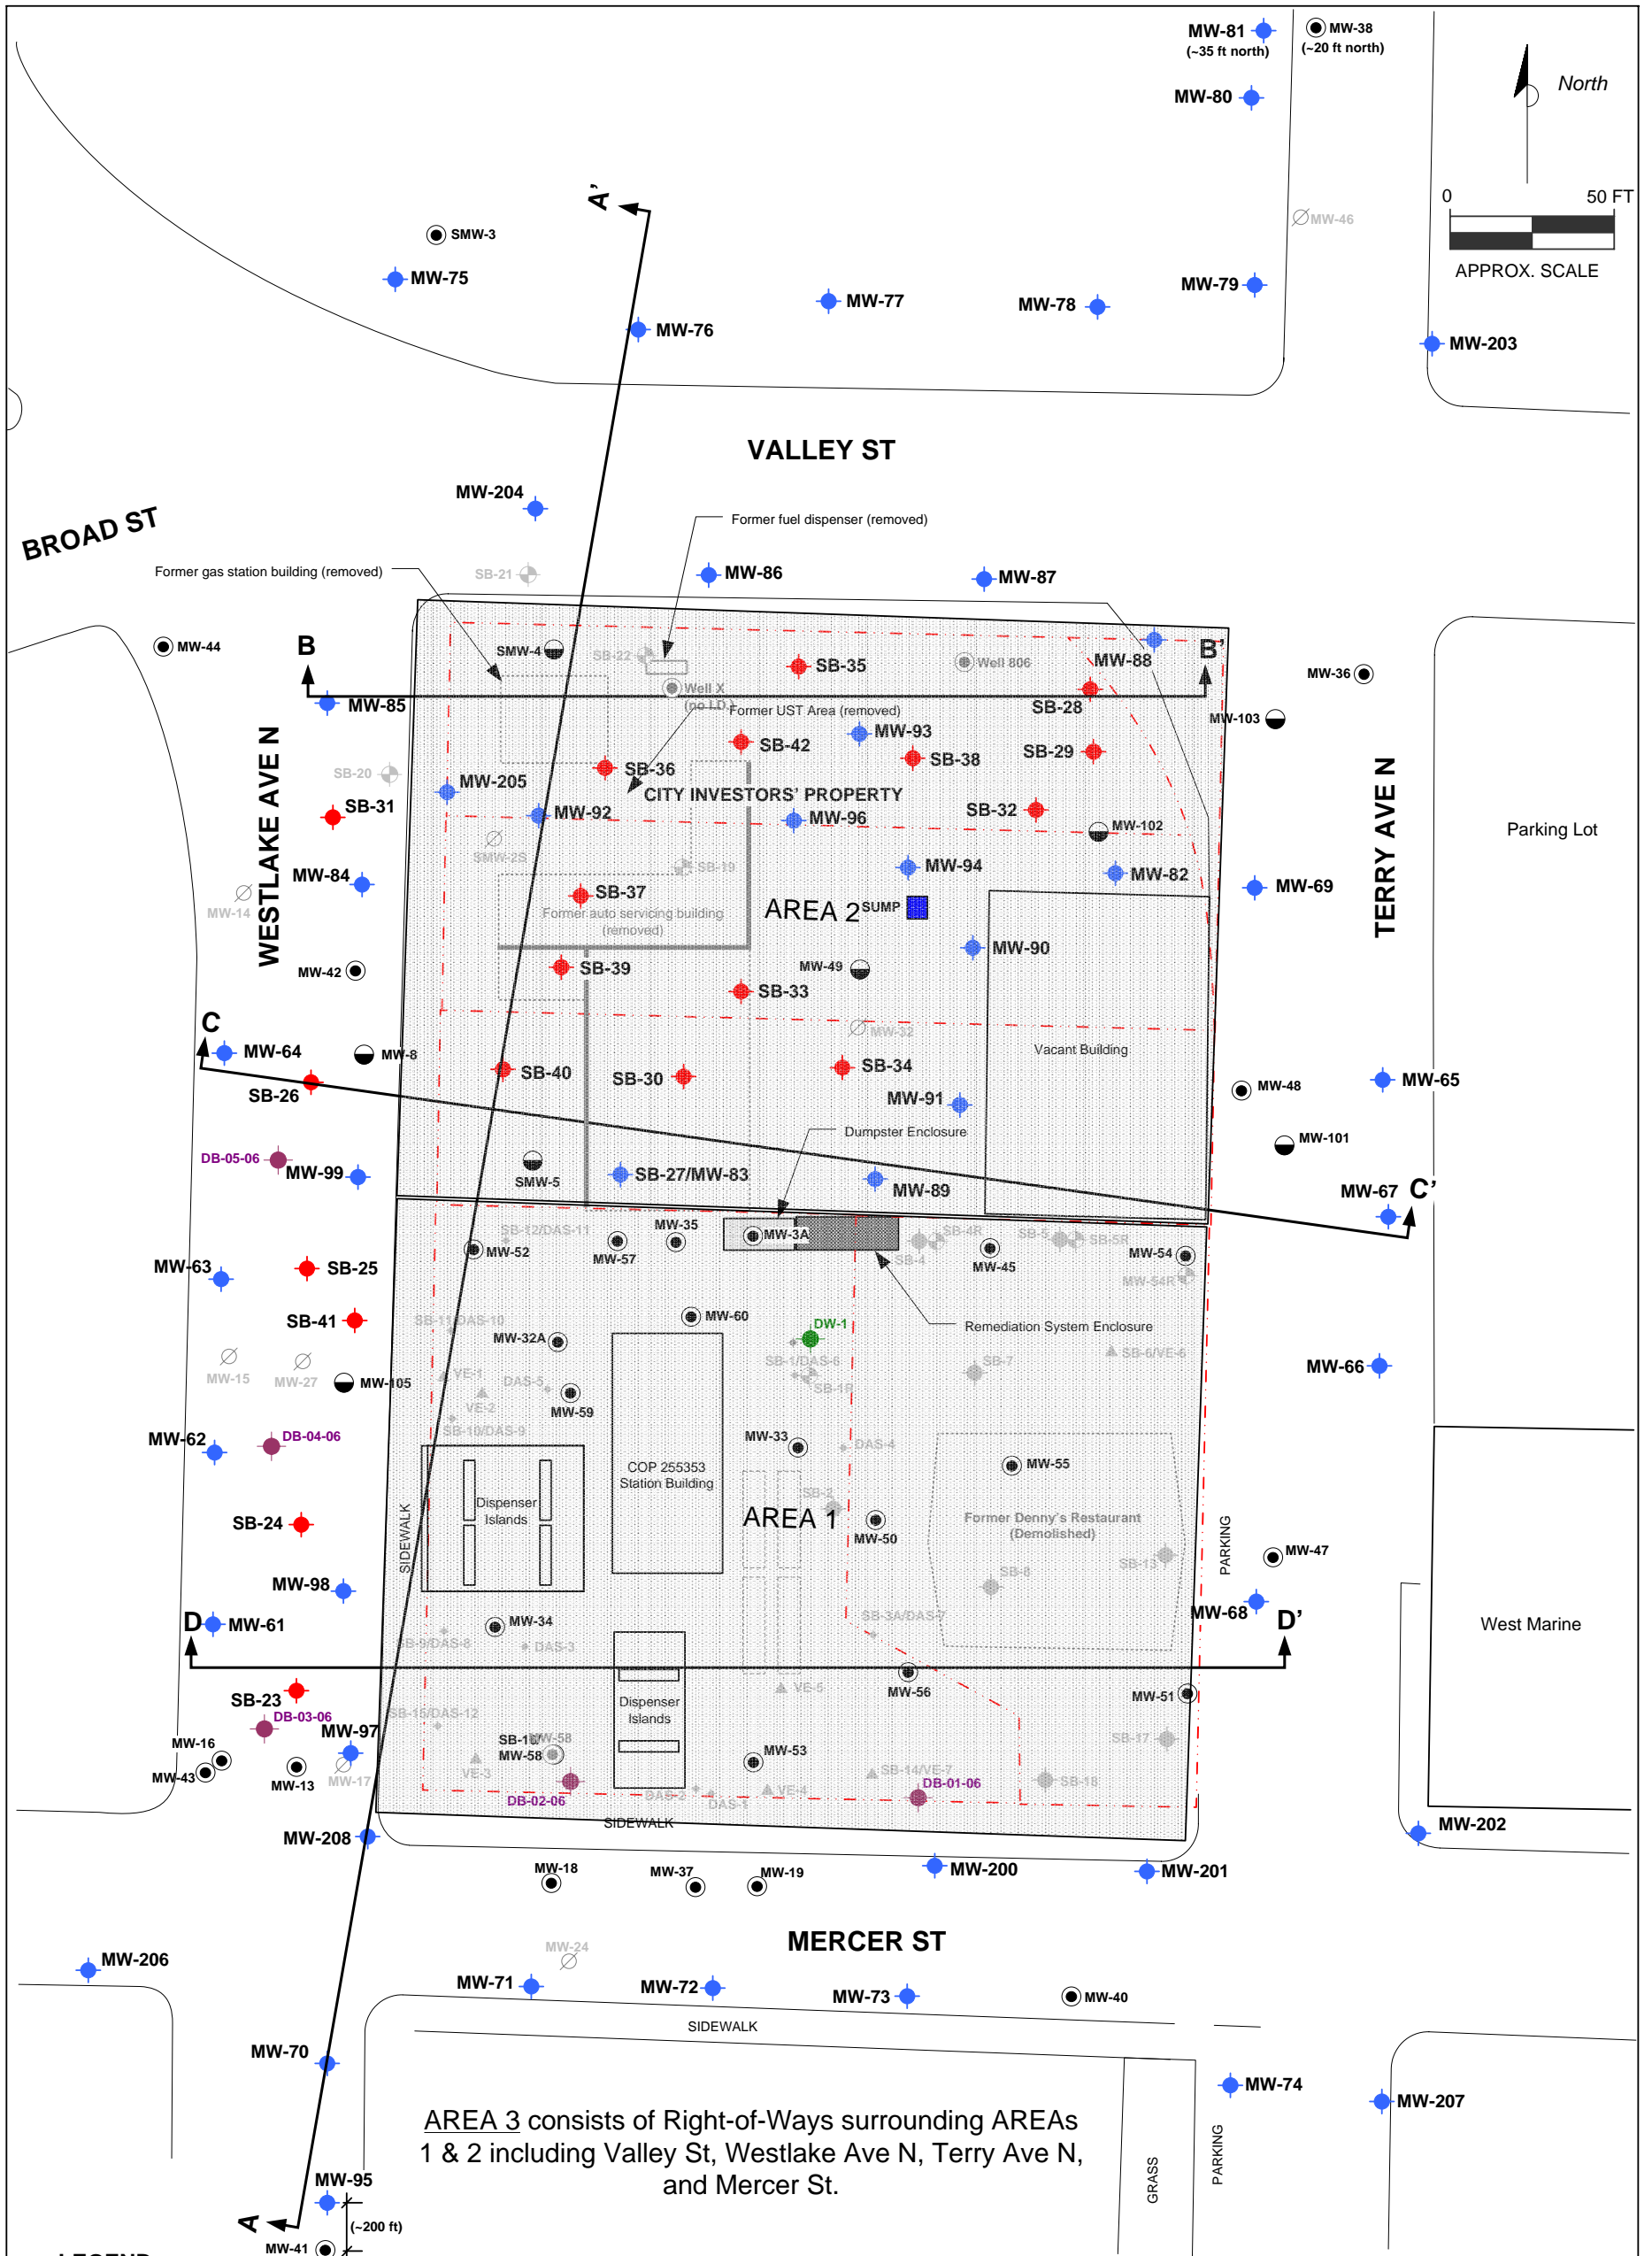 MW-81
(~35 ft north)
MW-38
(~20 ft north)
MW-80
North
0 50 FT
APPROX. SCALE
MW-46
A'
SMW-3
MW-75
MW-76
MW-77
MW-78
MW-79
MW-203
VALLEY ST
MW-204
BROAD ST
Former fuel dispenser (removed)
Former gas station building (removed)
SB-21
MW-86
MW-87
MW-44
B
SMW-4
SB-22
SB-35
Well 806
MW-88
B'
MW-36
Well X
(no I.D.)
SB-28
MW-85
Former UST Area (removed)
MW-103
MW-93
SB-42
SB-38
SB-29
WESTLAKE AVE N
SB-20
SB-36
MW-205
CITY INVESTORS' PROPERTY
SB-31
MW-92
MW-96
SB-32
MW-102
TERRY AVE N
Parking Lot
SMW-2S
SB-19
MW-94
MW-82
MW-84
MW-14
SB-37
MW-69
Former auto servicing building
(removed)
AREA 2
SUMP
MW-90
MW-42
SB-39
MW-49
SB-33
C
MW-32
MW-64
MW-8
Vacant Building
SB-26
SB-40
SB-30
SB-34
MW-65
MW-48
MW-91
Dumpster Enclosure
MW-101
DB-05-06
MW-99
SMW-5
SB-27/MW-83
MW-89
MW-67
C'
SB-12/DAS-11
MW-35
MW-3A
SB-4R
SB-5
SB-5R
MW-52
MW-57
SB-4
MW-45
MW-54
MW-54R
MW-63
SB-25
SB-41
SB-11/DAS-10
MW-60
DW-1
Remediation System Enclosure
MW-32A
SB-1/DAS-6
SB-6/VE-6
MW-15
MW-27
MW-105
VE-1
DAS-5
SB-1R
SB-7
MW-66
VE-2
MW-59
SB-10/DAS-9
MW-62
DB-04-06
MW-33
DAS-4
COP 255353
Station Building
MW-55
SB-2
Dispenser
Islands
AREA 1
SB-24
SIDEWALK
MW-50
Former Denny's Restaurant
(Demolished)
PARKING
SB-13
MW-47
MW-98
SB-8
D
MW-61
MW-34
SB-3A/DAS-7
MW-68
D'
West Marine
SB-9/DAS-8
DAS-3
SB-23
VE-5
MW-56
MW-51
DB-03-06
SB-15/DAS-12
Dispenser
Islands
MW-97
SB-17
MW-16
SB-16/
MW-58
MW-58
MW-53
MW-43
MW-13
MW-17
VE-3
SB-14/VE-7
SB-18
DB-02-06
DAS-2
DAS-1
VE-4
DB-01-06
SIDEWALK
MW-208
MW-202
MW-18
MW-37
MW-19
MW-200
MW-201
MERCER ST
MW-24
MW-206
MW-71
MW-72
MW-73
MW-40
SIDEWALK
MW-70
MW-74
MW-207
AREA 3 consists of Right-of-Ways surrounding AREAs
1 & 2 including Valley St, Westlake Ave N, Terry Ave N,
and Mercer St.
GRASS
PARKING
MW-95
A
(~200 ft)
MW-41
LEGEND